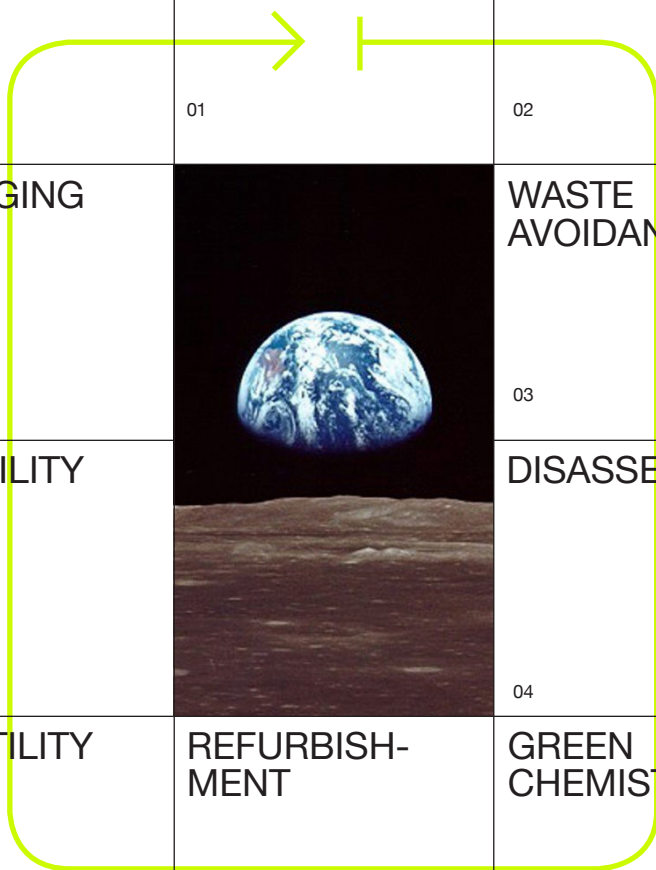 01
02
GING
WASTE
AVOIDAN
03
ILITY
DISASSE
04
TILITY
REFURBISH-
MENT
GREEN
CHEMIST